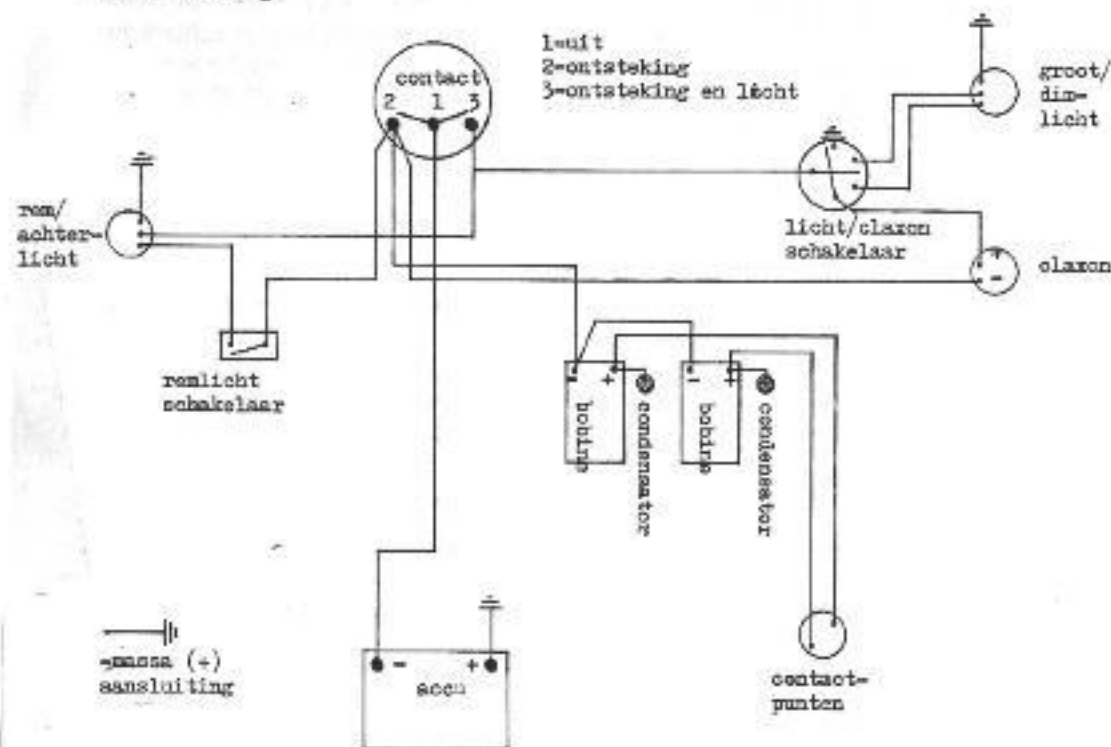 contact
2 1 3
1=uit
2=ontsteking
3=ontsteking en licht
groot/
dim-
licht
rem/
achter-
licht
licht/claxon
schakelaar
+
-
claxon
remlicht
schakelaar
- +
bobine
condensator
- +
bobine
condensator
=massa (+)
aansluiting
- +
accu
contact-
punten